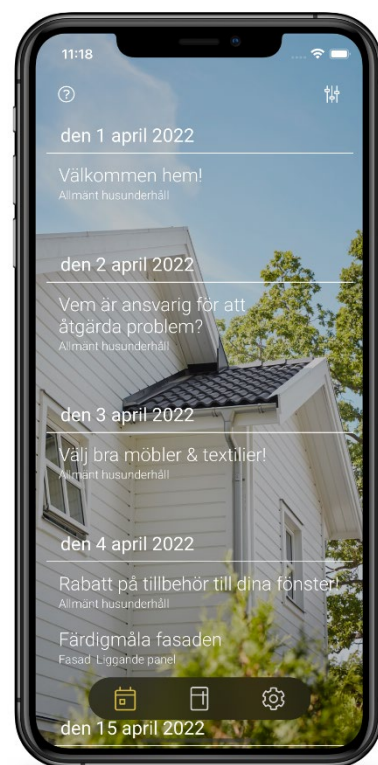 11:18
den 1 april 2022
Välkommen hem!
Allmänt husunderhåll
den 2 april 2022
Vem är ansvarig för att
åtgärda problem?
Allmänt husunderhåll
den 3 april 2022
Välj bra möbler & textilier!
Allmänt husunderhåll
den 4 april 2022
Rabatt på tillbehör till dina fönster!
Allmänt husunderhåll
Färdigmåla fasaden
Fasad Liggande panel
den 15 april 2022